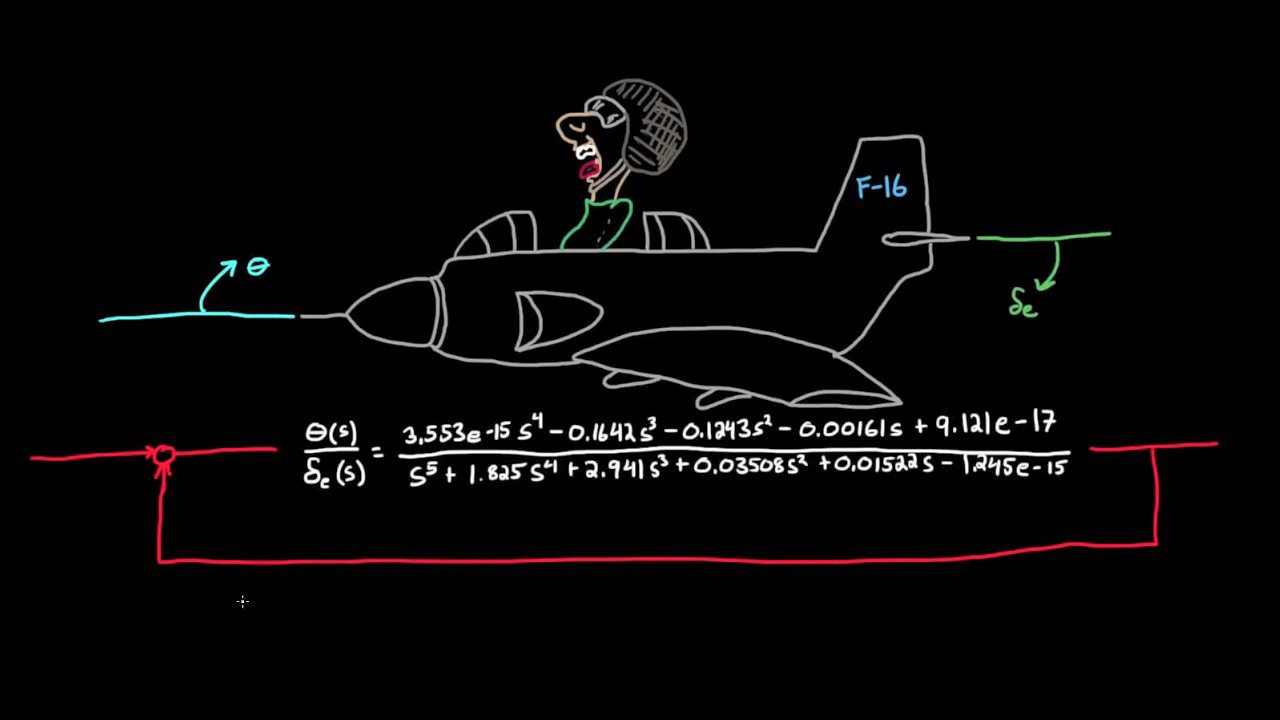 F-16
θ
δe
θ(s)/δe(s) = (3.553e-15 s⁴ - 0.1642s³ - 0.1243s² - 0.00161s + 9.121e-17)/(s⁵ + 1.825s⁴ + 2.941s³ + 0.03508s² + 0.01522s - 1.245e-15)